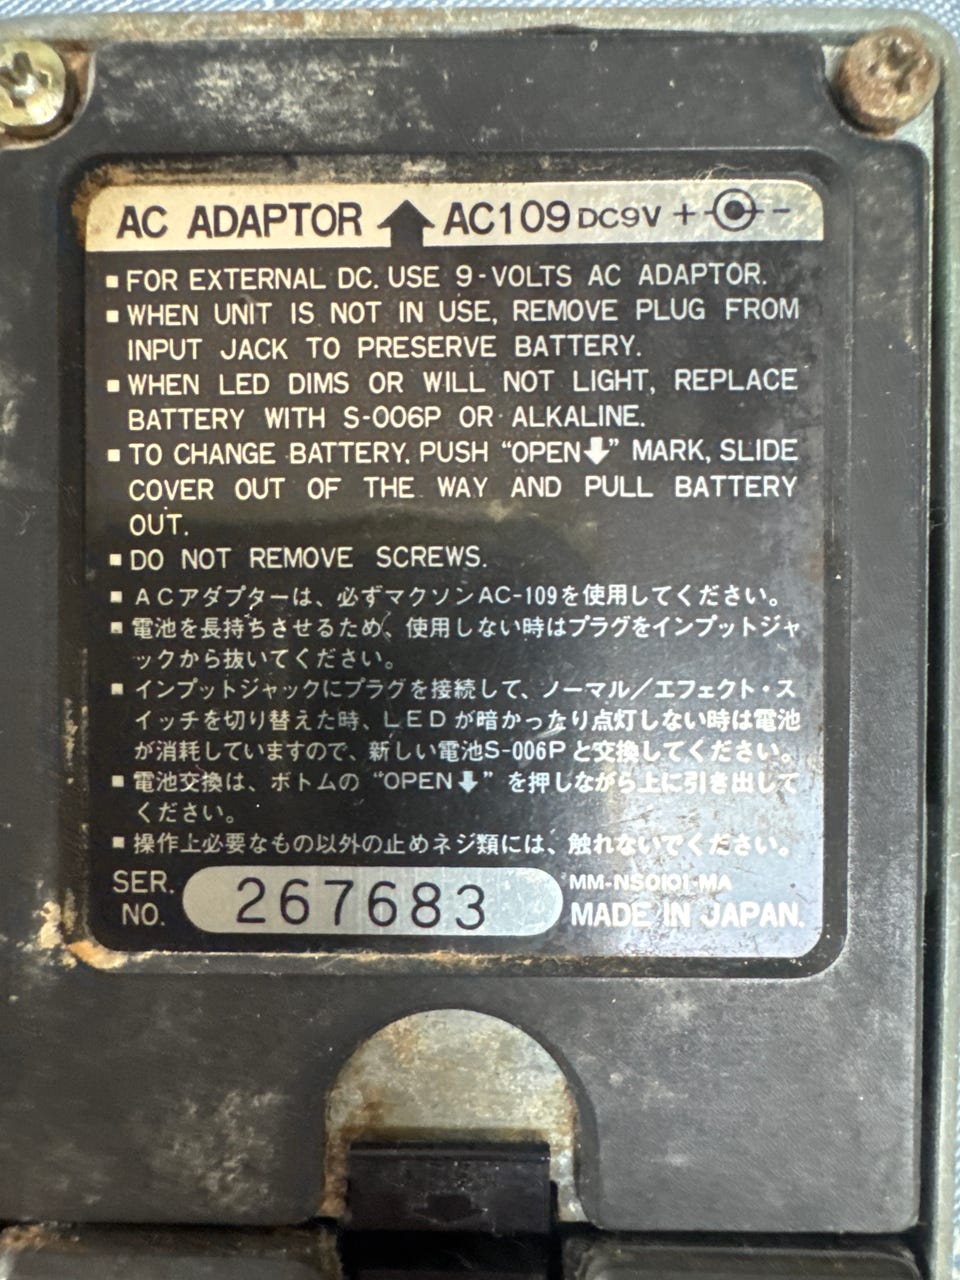 AC ADAPTOR ⬆ AC109 DC9V + -
▪ FOR EXTERNAL DC. USE 9-VOLTS AC ADAPTOR.
▪ WHEN UNIT IS NOT IN USE, REMOVE PLUG FROM
INPUT JACK TO PRESERVE BATTERY.
▪ WHEN LED DIMS OR WILL NOT LIGHT, REPLACE
BATTERY WITH S-006P OR ALKALINE.
▪ TO CHANGE BATTERY, PUSH “OPEN⬇” MARK, SLIDE
COVER OUT OF THE WAY AND PULL BATTERY
OUT.
▪ DO NOT REMOVE SCREWS.
▪ ACアダプターは、必ずマクソンAC-109を使用してください。
▪ 電池を長持ちさせるため、使用しない時はプラグをインプットジャ
ックから抜いてください。
▪ インプットジャックにプラグを接続して、ノーマル/エフェクト・ス
イッチを切り替えた時、LEDが暗かったり点灯しない時は電池
が消耗していますので、新しい電池S-006Pと交換してください。
▪ 電池交換は、ボトムの“OPEN⬇”を押しながら上に引き出して
ください。
▪ 操作上必要なもの以外の止めネジ類には、触れないでください。
SER. NO. 267683
MM-NS0101-MA
MADE IN JAPAN.